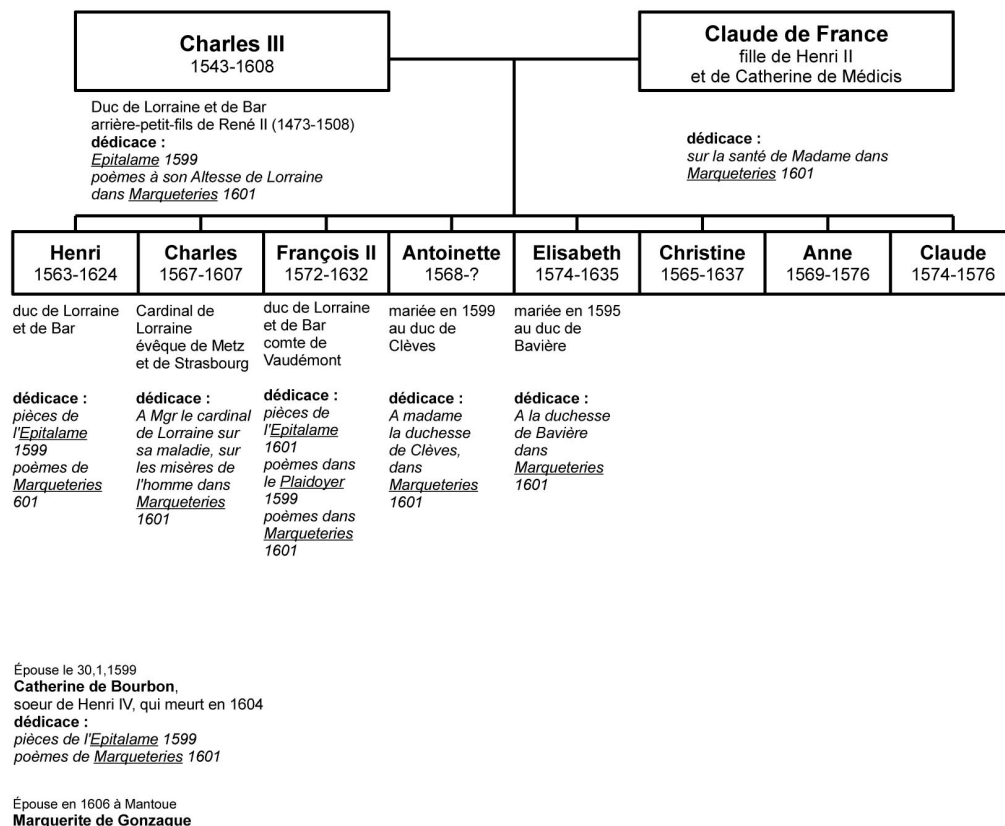 Charles III
1543-1608
Claude de France
fille de Henri II
et de Catherine de Médicis
Duc de Lorraine et de Bar
arrière-petit-fils de René II (1473-1508)
dédicace :
Epitalame 1599
poèmes à son Altesse de Lorraine
dans Marqueteries 1601
dédicace :
sur la santé de Madame dans
Marqueteries 1601
Henri
1563-1624
Charles
1567-1607
François II
1572-1632
Antoinette
1568-?
Elisabeth
1574-1635
Christine
1565-1637
Anne
1569-1576
Claude
1574-1576
duc de Lorraine
et de Bar
dédicace :
pièces de
l'Epitalame
1599
poèmes de
Marqueteries
601
Cardinal de
Lorraine
évêque de Metz
et de Strasbourg
dédicace :
A Mgr le cardinal
de Lorraine sur
sa maladie, sur
les misères de
l'homme dans
Marqueteries
1601
duc de Lorraine
et de Bar
comte de
Vaudémont
dédicace :
pièces de
l'Epitalame
1601
poèmes dans
le Plaidoyer
1599
poèmes dans
Marqueteries
1601
mariée en 1599
au duc de
Clèves
dédicace :
A madame
la duchesse
de Clèves,
dans
Marqueteries
1601
mariée en 1595
au duc de
Bavière
dédicace :
A la duchesse
de Bavière
dans
Marqueteries
1601
Épouse le 30,1,1599
Catherine de Bourbon,
soeur de Henri IV, qui meurt en 1604
dédicace :
pièces de l'Epitalame 1599
poèmes de Marqueteries 1601
Épouse en 1606 à Mantoue
Marguerite de Gonzague